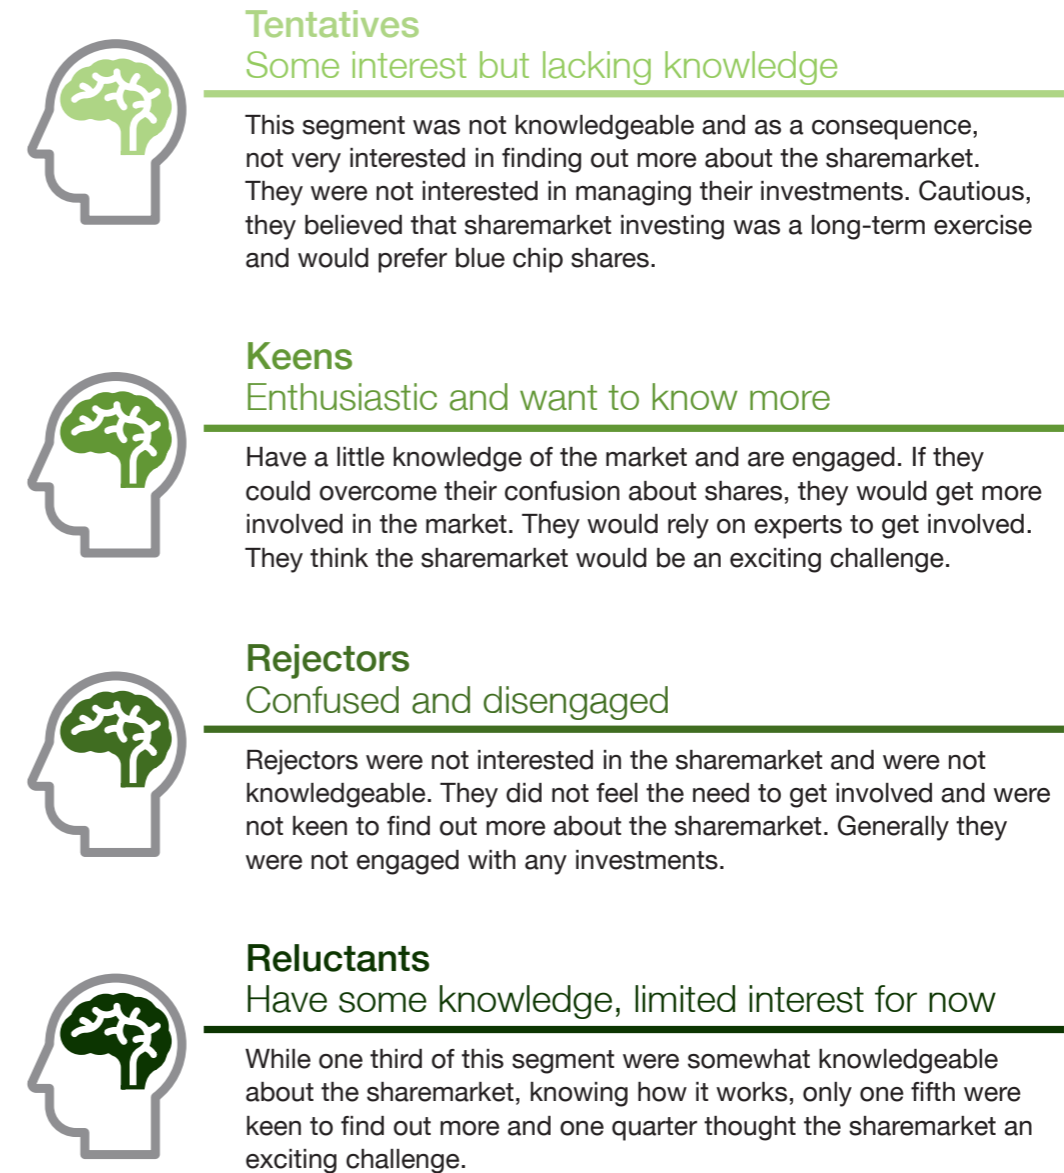 Tentatives
Some interest but lacking knowledge
This segment was not knowledgeable and as a consequence,
not very interested in finding out more about the sharemarket.
They were not interested in managing their investments. Cautious,
they believed that sharemarket investing was a long-term exercise
and would prefer blue chip shares.
Keens
Enthusiastic and want to know more
Have a little knowledge of the market and are engaged. If they
could overcome their confusion about shares, they would get more
involved in the market. They would rely on experts to get involved.
They think the sharemarket would be an exciting challenge.
Rejectors
Confused and disengaged
Rejectors were not interested in the sharemarket and were not
knowledgeable. They did not feel the need to get involved and were
not keen to find out more about the sharemarket. Generally they
were not engaged with any investments.
Reluctants
Have some knowledge, limited interest for now
While one third of this segment were somewhat knowledgeable
about the sharemarket, knowing how it works, only one fifth were
keen to find out more and one quarter thought the sharemarket an
exciting challenge.